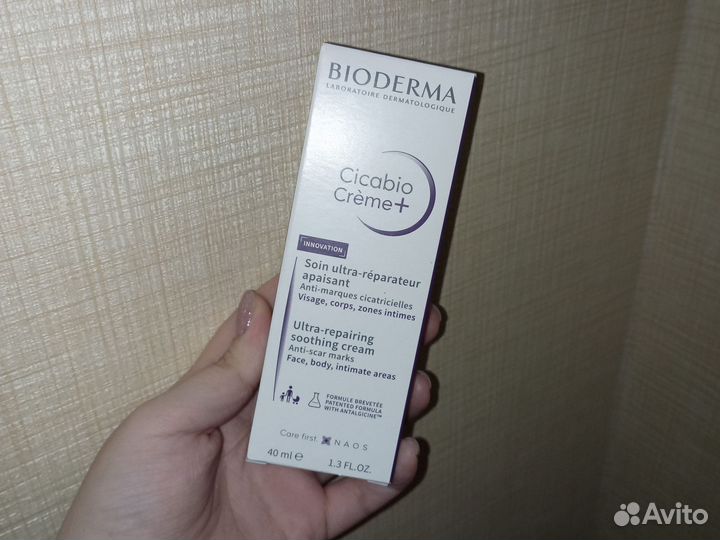 BIODERMA
LABORATOIRE DERMATOLOGIQUE
Cicabio
Crème+
INNOVATION
Soin ultra-réparateur
apaisant
Anti-marques cicatricielles
Visage, corps, zones intimes
Ultra-repairing
soothing cream
Anti-scar marks
Face, body, intimate areas
FORMULE BREVETÉE
PATENTED FORMULA
WITH ANTALGICINE™
Care first. NAOS
40 ml ℮ 1.3 FL.OZ.
Avito